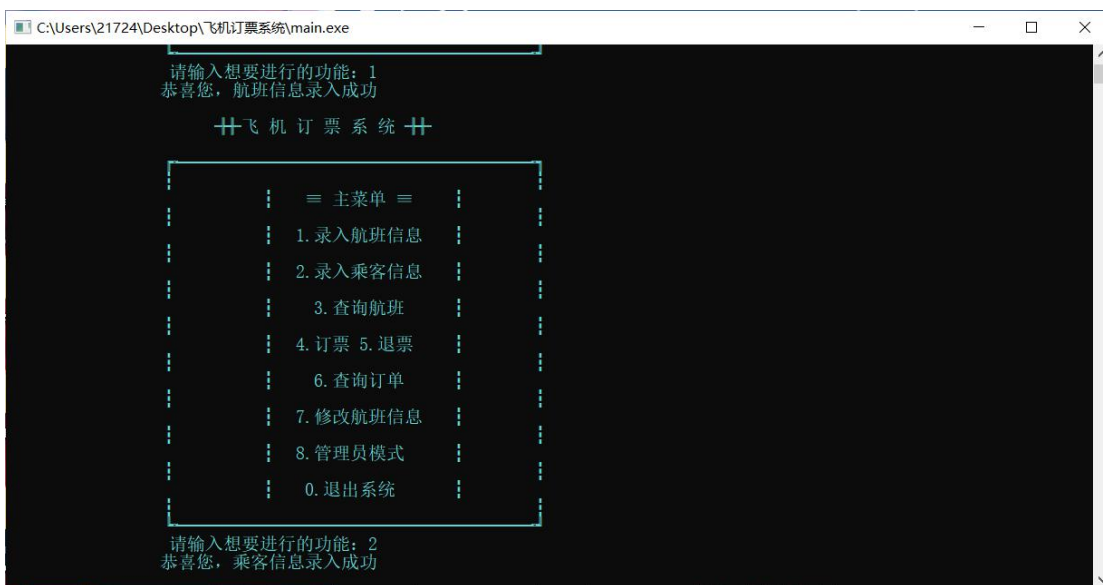 C:\Users\21724\Desktop\飞机订票系统\main.exe
请输入想要进行的功能：1
恭喜您，航班信息录入成功
飞 机 订 票 系 统
≡ 主菜单 ≡
1.录入航班信息
2.录入乘客信息
3.查询航班
4.订票 5.退票
6.查询订单
7.修改航班信息
8.管理员模式
0.退出系统
请输入想要进行的功能：2
恭喜您，乘客信息录入成功